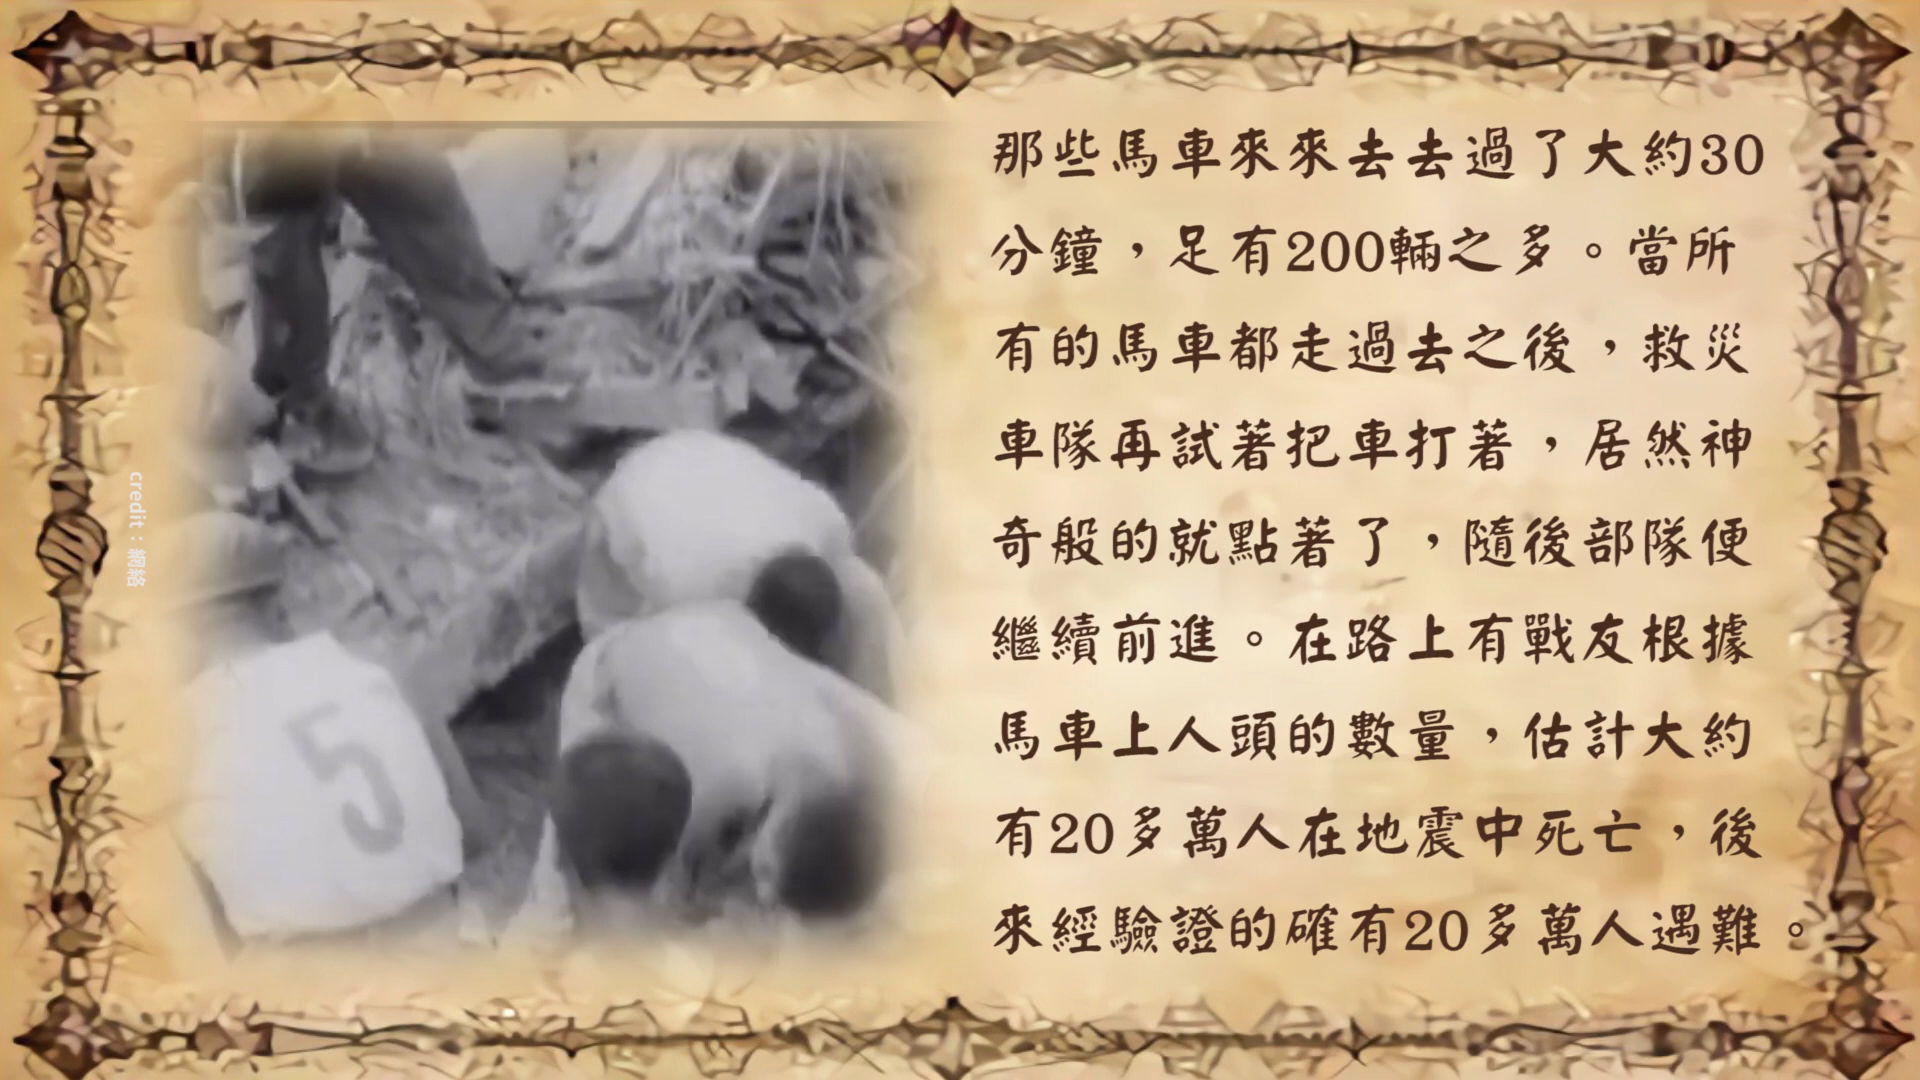 那些馬車來來去去過了大約30
分鐘，足有200輛之多。當所
有的馬車都走過去之後，救災
車隊再試著把車打著，居然神
奇般的就點著了，隨後部隊便
繼續前進。在路上有戰友根據
馬車上人頭的數量，估計大約
有20多萬人在地震中死亡，後
來經驗證的確有20多萬人遇難。
credit：網絡
5